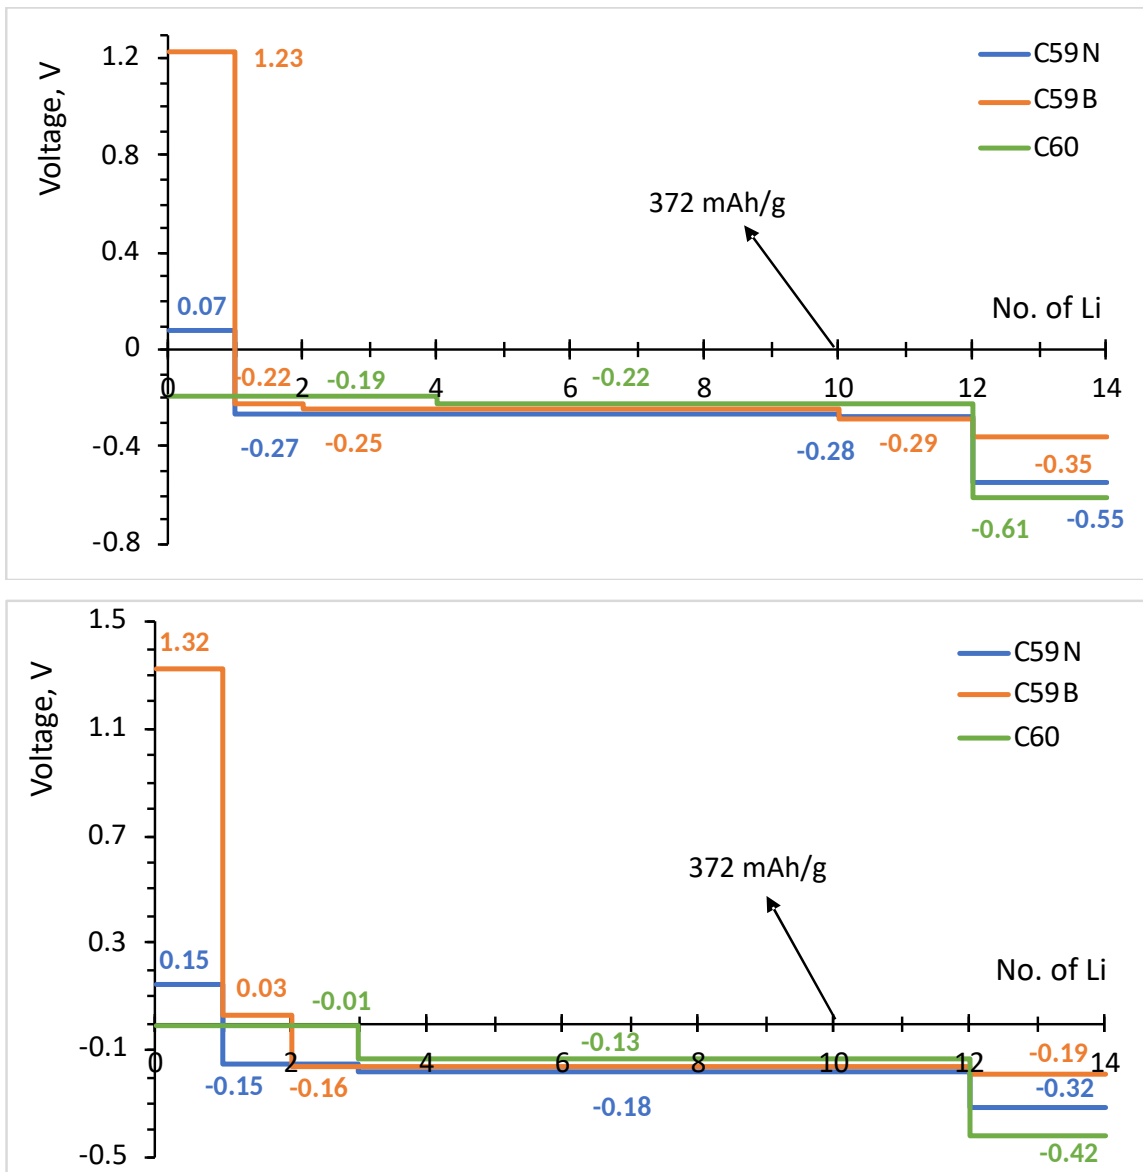 1.2
0.8
0.4
0
-0.4
-0.8
Voltage, V
1.23
0.07
C59N
C59B
C60
372 mAh/g
No. of Li
0 2 4 6 8 10 12 14
-0.22 -0.19 -0.22
-0.27 -0.25 -0.28 -0.29 -0.35
-0.61 -0.55
1.5
1.1
0.7
0.3
-0.1
-0.5
Voltage, V
1.32
0.15
0.03
C59N
C59B
C60
372 mAh/g
No. of Li
-0.01 -0.13 -0.19
0 2 4 6 8 10 12 14
-0.15 -0.16 -0.18 -0.32
-0.42